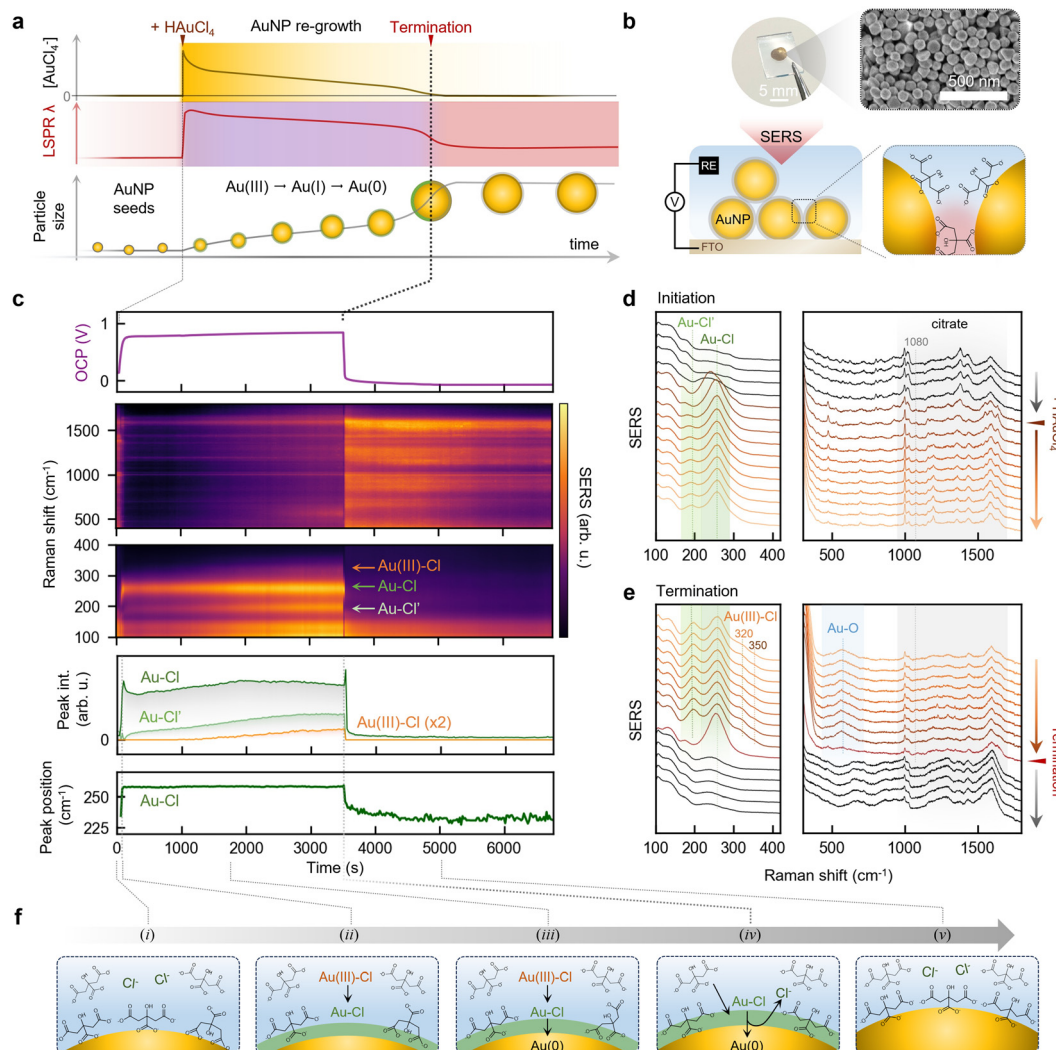 a
+ HAuCl4
AuNP re-growth
Termination
[AuCl4-]
0
LSPR λ
Particle size
AuNP seeds
Au(III) → Au(I) → Au(0)
time
b
5 mm
500 nm
SERS
RE
V
AuNP
FTO
c
OCP (V)
1
0
Raman shift (cm-1)
1500
1000
500
400
300
200
100
Au(III)-Cl
Au-Cl
Au-Cl'
SERS (arb. u.)
Peak int. (arb. u.)
0
Au-Cl
Au-Cl'
Au(III)-Cl (x2)
Peak position (cm-1)
250
225
Au-Cl
0 1000 2000 3000 4000 5000 6000
Time (s)
d Initiation
Au-Cl'
Au-Cl
citrate
1080
SERS
100 200 300 400
500 1000 1500
e Termination
Au(III)-Cl
320
350
Au-O
SERS
Termination
100 200 300 400
500 1000 1500
Raman shift (cm-1)
f
(i) (ii) (iii) (iv) (v)
Cl- Cl-
Au(III)-Cl
Au-Cl
Au(III)-Cl
Au-Cl
Au(0)
Au-Cl
Cl-
Au(0)
Cl- Cl-